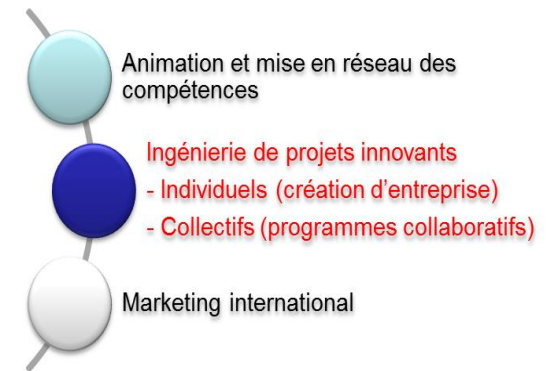 Animation et mise en réseau des
compétences
Ingénierie de projets innovants
- Individuels (création d’entreprise)
- Collectifs (programmes collaboratifs)
Marketing international